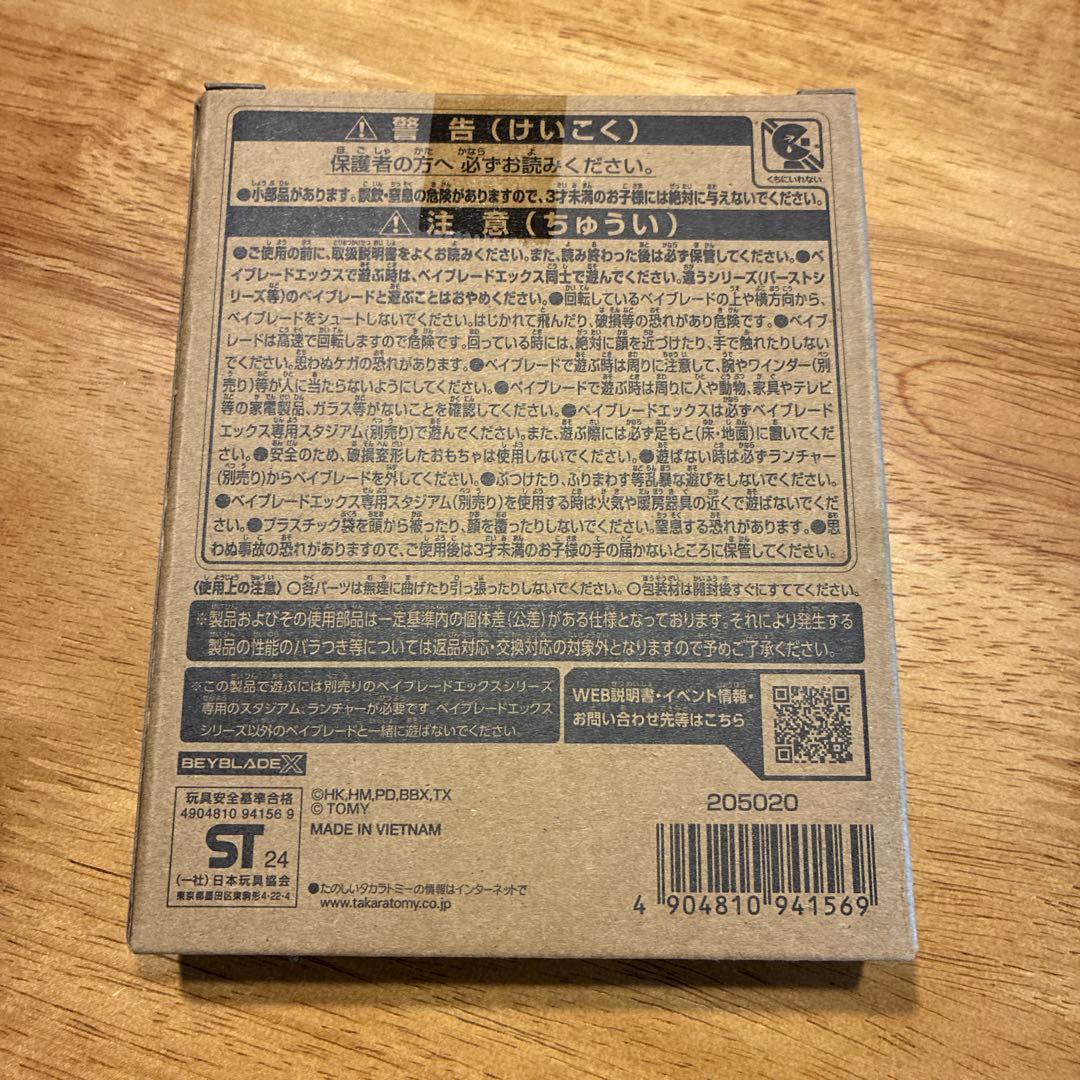 ⚠警告(けいこく)
保護者の方へ 必ずお読みください。
くちにいれない
●小部品があります。誤飲・窒息の危険がありますので、3才未満のお子様には絶対に与えないでください。
⚠注意(ちゅうい)
●ご使用の前に、取扱説明書をよくお読みください。また、読み終わった後は必ず保管してください。●ベ
イブレードエックスで遊ぶ時は、ベイブレードエックス同士で遊んでください。違うシリーズ(バーストシ
リーズ等)のベイブレードと遊ぶことはおやめください。●回転しているベイブレードの上や横方向から、
ベイブレードをシュートしないでください。はじかれて飛んだり、破損等の恐れがあり危険です。●ベイブ
レードは高速で回転しますので危険です。回っている時には、絶対に顔を近づけたり、手で触れたりしない
でください。思わぬケガの恐れがあります。●ベイブレードで遊ぶ時は周りに注意して、腕やワインダー(別
売り)等が人に当たらないようにしてください。●ベイブレードで遊ぶ時は周りに人や動物、家具やテレビ
等の家電製品、ガラス等がないことを確認してください。●ベイブレードエックスは必ずベイブレード
エックス専用スタジアム(別売り)で遊んでください。また、遊ぶ際には必ず足もと(床・地面)に置いてくだ
さい。●安全のため、破損変形したおもちゃは使用しないでください。●遊ばない時は必ずランチャー
(別売り)からベイブレードを外してください。●ぶつけたり、ふりまわす等乱暴な遊びをしないでください。
●ベイブレードエックス専用スタジアム(別売り)を使用する時は火気や暖房器具の近くで遊ばないでくだ
さい。●プラスチック袋を頭から被ったり、顔を覆ったりしないでください。窒息する恐れがあります。●思
わぬ事故の恐れがありますので、ご使用後は3才未満のお子様の手の届かないところに保管してください。
〈使用上の注意〉○各パーツは無理に曲げたり引っ張ったりしないでください。○包装材は開封後すぐにすててください。
※製品およびその使用部品は一定基準内の個体差(公差)がある仕様となっております。それにより発生する
製品の性能のバラつき等については返品対応・交換対応の対象外となりますので予めご了承ください。
※この製品で遊ぶには別売りのベイブレードエックスシリーズ
専用のスタジアム、ランチャーが必要です。ベイブレードエックス
シリーズ以外のベイブレードと一緒に遊ばないでください。
WEB説明書・イベント情報・
お問い合わせ先等はこちら
BEYBLADE X
玩具安全基準合格
4904810 94156 9
ST 24
(一社)日本玩具協会
東京都墨田区東駒形4-22-4
©HK,HM,PD,BBX,TX
© TOMY
MADE IN VIETNAM
●たのしいタカラトミーの情報はインターネットで
www.takaratomy.co.jp
205020
4 904810 941569